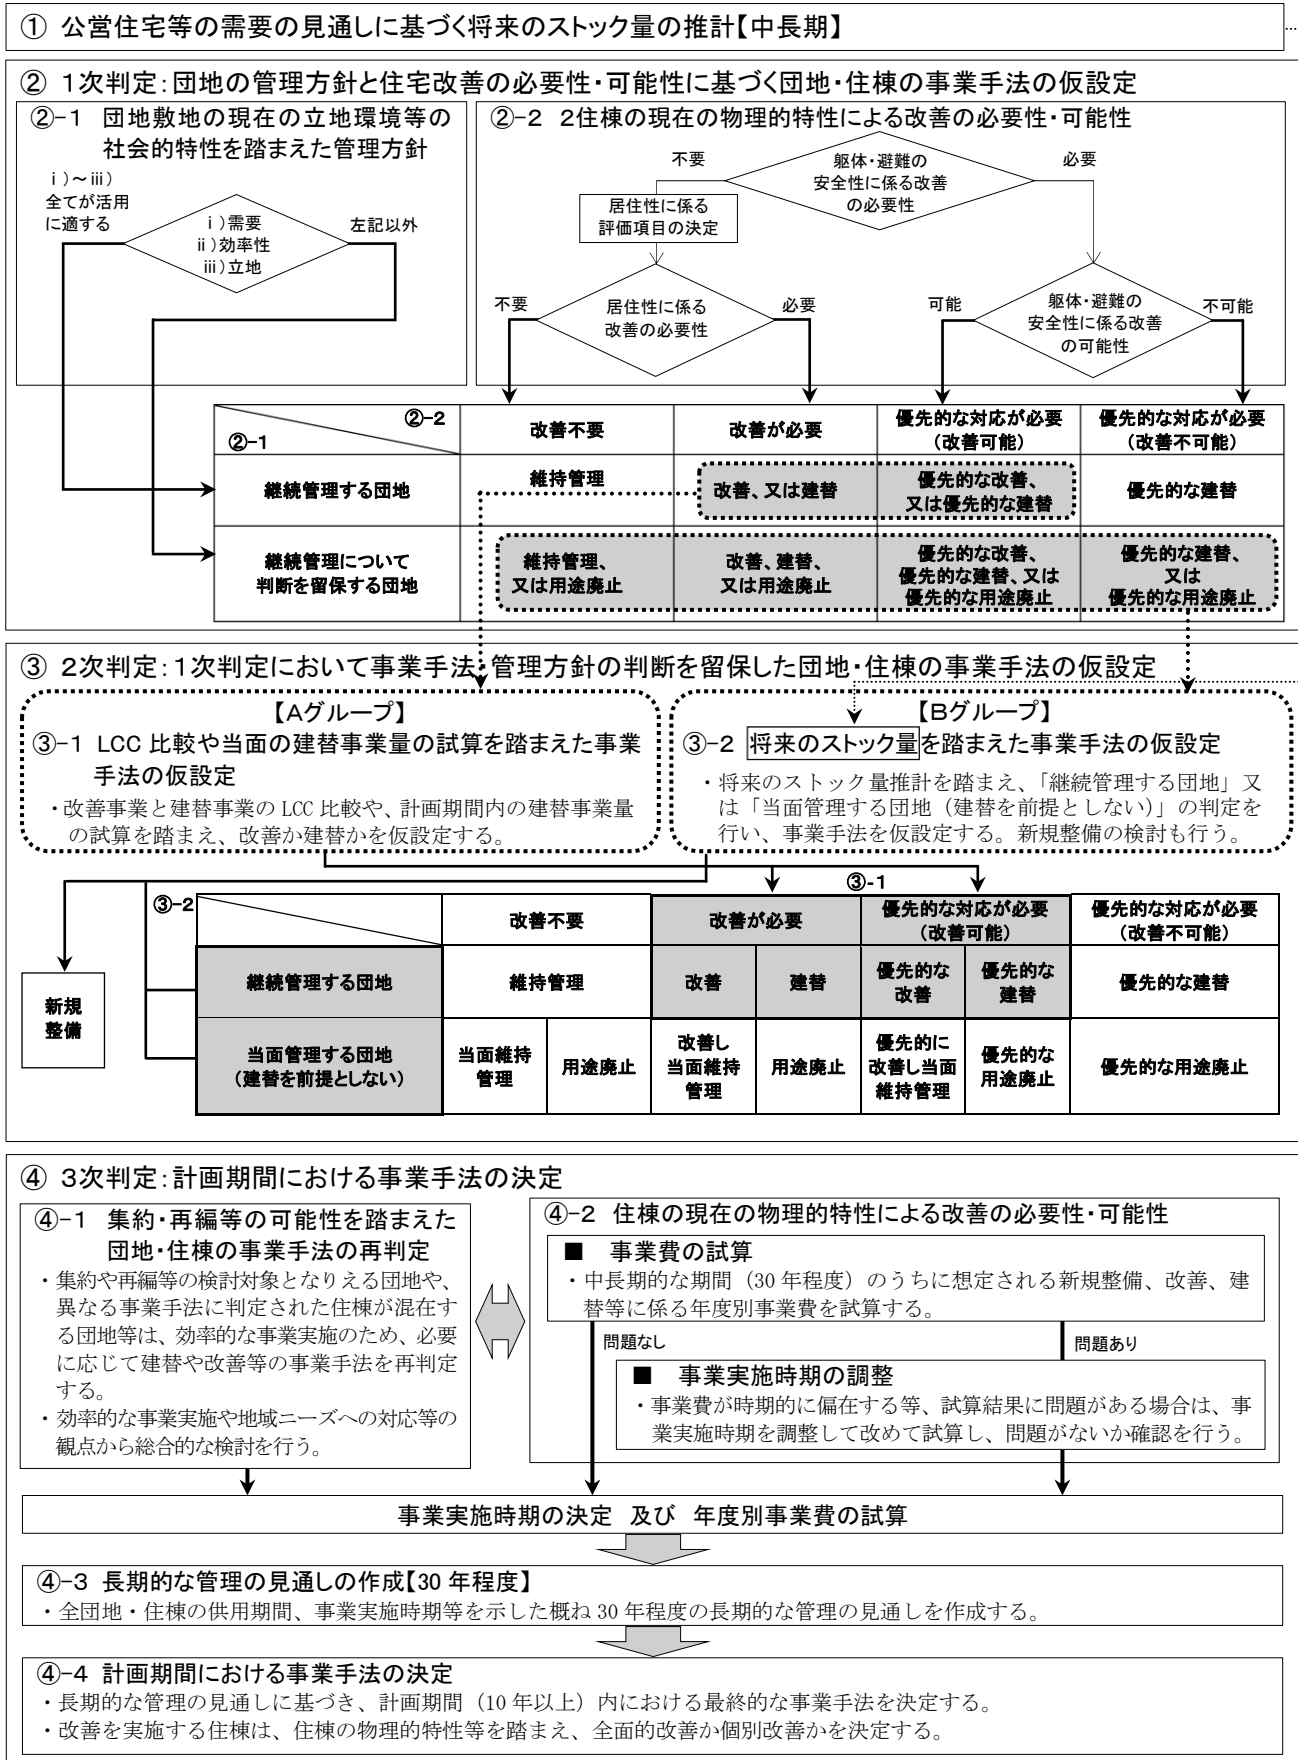 ① 公営住宅等の需要の見通しに基づく将来のストック量の推計【中長期】
② 1次判定：団地の管理方針と住宅改善の必要性・可能性に基づく団地・住棟の事業手法の仮設定
②-1 団地敷地の現在の立地環境等の
社会的特性を踏まえた管理方針
ⅰ）～ⅲ）
全てが活用
に適する
ⅰ）需要
ⅱ）効率性
ⅲ）立地
左記以外
②-2 2住棟の現在の物理的特性による改善の必要性・可能性
不要
躯体・避難の
安全性に係る改善
の必要性
必要
居住性に係る
評価項目の決定
不要
居住性に係る
改善の必要性
必要
可能
躯体・避難の
安全性に係る改善
の可能性
不可能
②-2
②-1
改善不要
改善が必要
優先的な対応が必要
（改善可能）
優先的な対応が必要
（改善不可能）
継続管理する団地
維持管理
改善、又は建替
優先的な改善、
又は優先的な建替
優先的な建替
継続管理について
判断を留保する団地
維持管理、
又は用途廃止
改善、建替、
又は用途廃止
優先的な改善、
優先的な建替、又は
優先的な用途廃止
優先的な建替、
又は
優先的な用途廃止
③ 2次判定：1次判定において事業手法・管理方針の判断を留保した団地・住棟の事業手法の仮設定
【Aグループ】
③-1 LCC 比較や当面の建替事業量の試算を踏まえた事業
手法の仮設定
・改善事業と建替事業の LCC 比較や、計画期間内の建替事業量
の試算を踏まえ、改善か建替かを仮設定する。
【Bグループ】
③-2 将来のストック量を踏まえた事業手法の仮設定
・将来のストック量推計を踏まえ、「継続管理する団地」又
は「当面管理する団地（建替を前提としない）」の判定を
行い、事業手法を仮設定する。新規整備の検討も行う。
③-1
③-2
改善不要
改善が必要
優先的な対応が必要
（改善可能）
優先的な対応が必要
（改善不可能）
新規
整備
継続管理する団地
維持管理
改善
建替
優先的な
改善
優先的な
建替
優先的な建替
当面管理する団地
（建替を前提としない）
当面維持
管理
用途廃止
改善し
当面維持
管理
用途廃止
優先的に
改善し当面
維持管理
優先的な
用途廃止
優先的な用途廃止
④ 3次判定：計画期間における事業手法の決定
④-1 集約・再編等の可能性を踏まえた
団地・住棟の事業手法の再判定
・集約や再編等の検討対象となりえる団地や、
異なる事業手法に判定された住棟が混在す
る団地等は、効率的な事業実施のため、必要
に応じて建替や改善等の事業手法を再判定
する。
・効率的な事業実施や地域ニーズへの対応等の
観点から総合的な検討を行う。
④-2 住棟の現在の物理的特性による改善の必要性・可能性
■ 事業費の試算
・中長期的な期間（30 年程度）のうちに想定される新規整備、改善、建
替等に係る年度別事業費を試算する。
問題なし
問題あり
■ 事業実施時期の調整
・事業費が時期的に偏在する等、試算結果に問題がある場合は、事
業実施時期を調整して改めて試算し、問題がないか確認を行う。
事業実施時期の決定 及び 年度別事業費の試算
④-3 長期的な管理の見通しの作成【30 年程度】
・全団地・住棟の供用期間、事業実施時期等を示した概ね 30 年程度の長期的な管理の見通しを作成する。
④-4 計画期間における事業手法の決定
・長期的な管理の見通しに基づき、計画期間（10 年以上）内における最終的な事業手法を決定する。
・改善を実施する住棟は、住棟の物理的特性等を踏まえ、全面的改善か個別改善かを決定する。